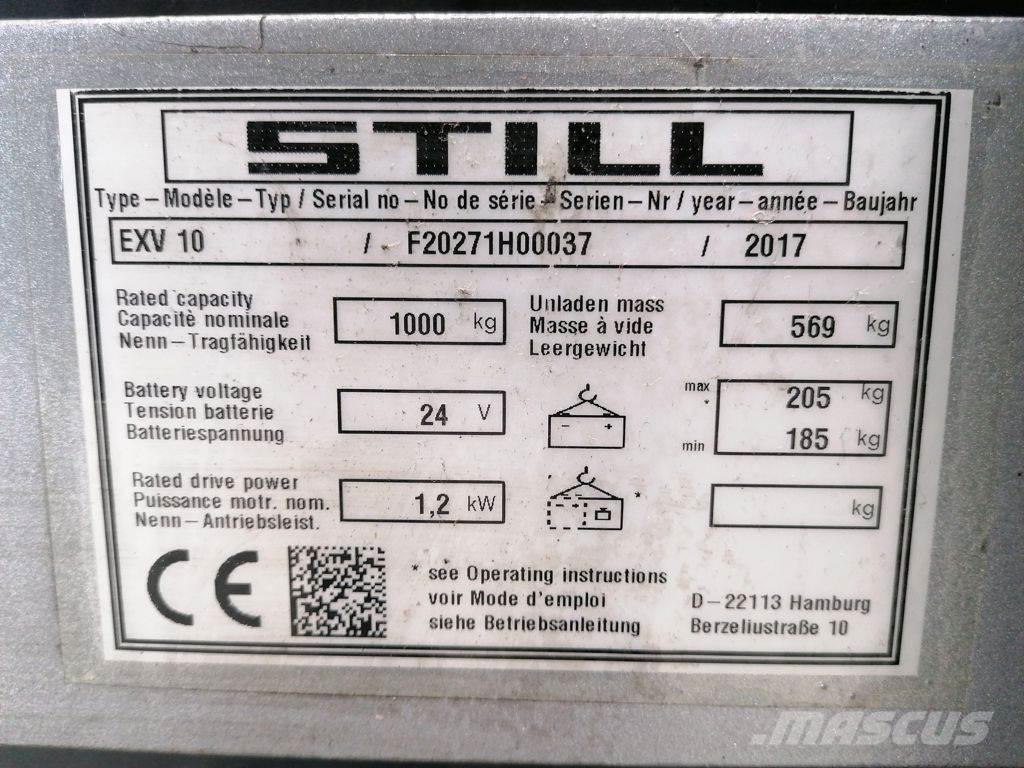 STILL
Type – Modèle – Typ / Serial no – No de série – Serien – Nr / year – année – Baujahr
EXV 10 / F20271H00037 / 2017
Rated capacity
Capacitè nominale
Nenn – Tragfähigkeit
1000 kg
Unladen mass
Masse à vide
Leergewicht
569 kg
Battery voltage
Tension batterie
Batteriespannung
24 V
max 205 kg
*
min 185 kg
Rated drive power
Puissance motr. nom.
Nenn – Antriebsleist.
1,2 kW
*
kg
CE
* see Operating instructions
voir Mode d'emploi
siehe Betriebsanleitung
D – 22113 Hamburg
Berzeliustraße 10
MASCUS